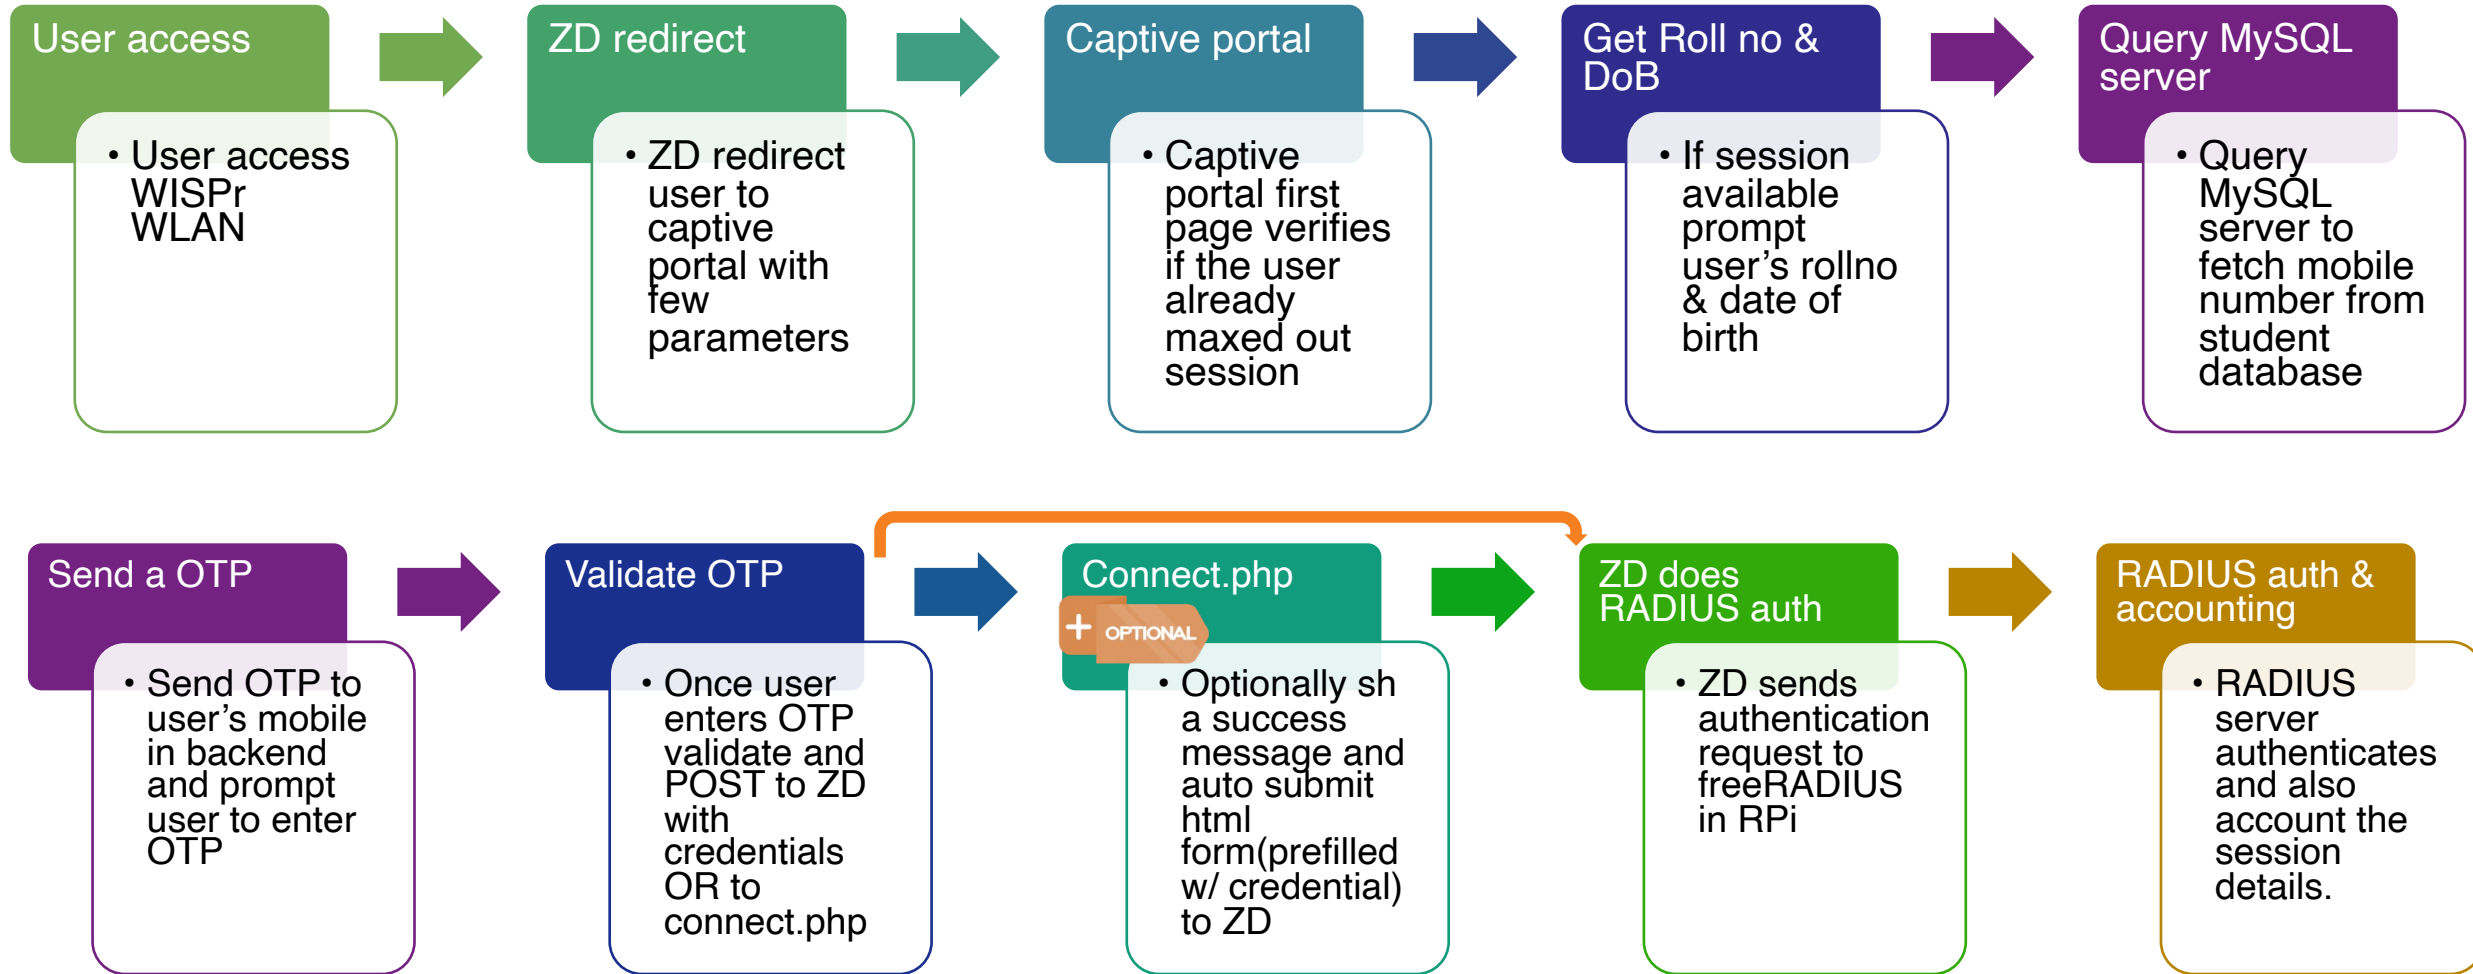 User access
• User access
WISPr
WLAN
ZD redirect
• ZD redirect
user to
captive
portal with
few
parameters
Captive portal
• Captive
portal first
page verifies
if the user
already
maxed out
session
Get Roll no &
DoB
• If session
available
prompt
user’s rollno
& date of
birth
Query MySQL
server
• Query
MySQL
server to
fetch mobile
number from
student
database
Send a OTP
• Send OTP to
user’s mobile
in backend
and prompt
user to enter
OTP
Validate OTP
• Once user
enters OTP
validate and
POST to ZD
with
credentials
OR to
connect.php
Connect.php
+ OPTIONAL
• Optionally sh
a success
message and
auto submit
html
form(prefilled
w/ credential)
to ZD
ZD does
RADIUS auth
• ZD sends
authentication
request to
freeRADIUS
in RPi
RADIUS auth &
accounting
• RADIUS
server
authenticates
and also
account the
session
details.